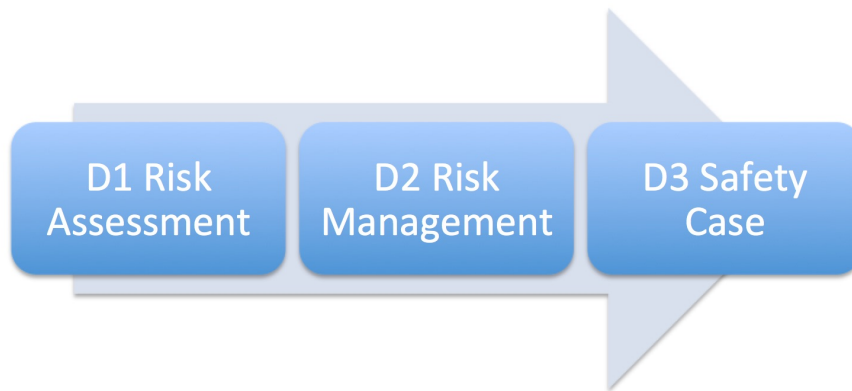 D1 Risk
Assessment
D2 Risk
Management
D3 Safety
Case